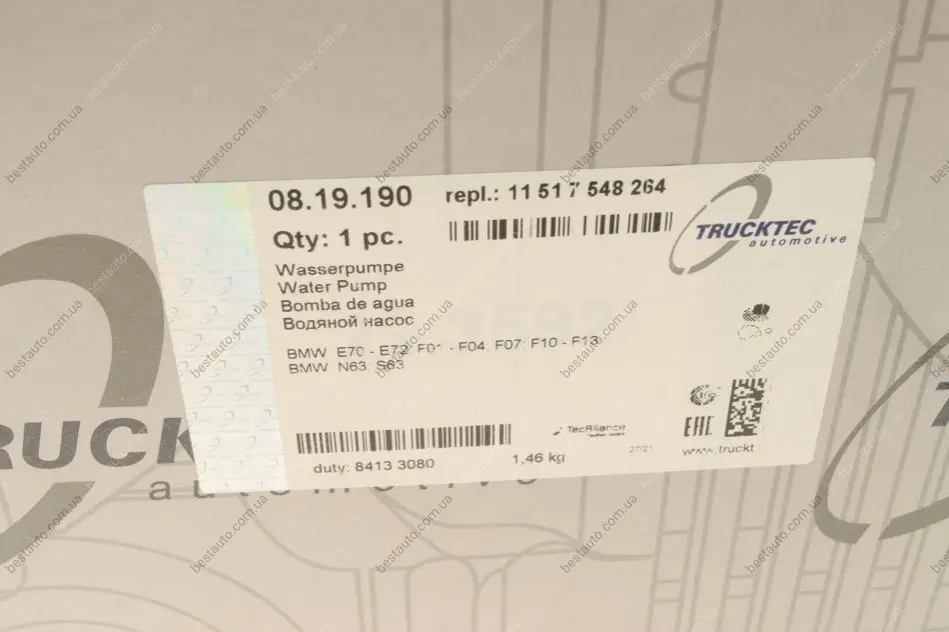 08.19.190
repl.: 11 51 7 548 264
Qty: 1 pc.
TRUCKTEC
automotive
Wasserpumpe
Water Pump
Bomba de agua
Водяной насос
BMW E70 - E72; F01 - F04; F07; F10 - F13
BMW N63; S63
TecAlliance
EAC
duty: 8413 3080
1,46 kg
27/21
www.truckt
RUCK
automotive
T
bestauto.com.ua